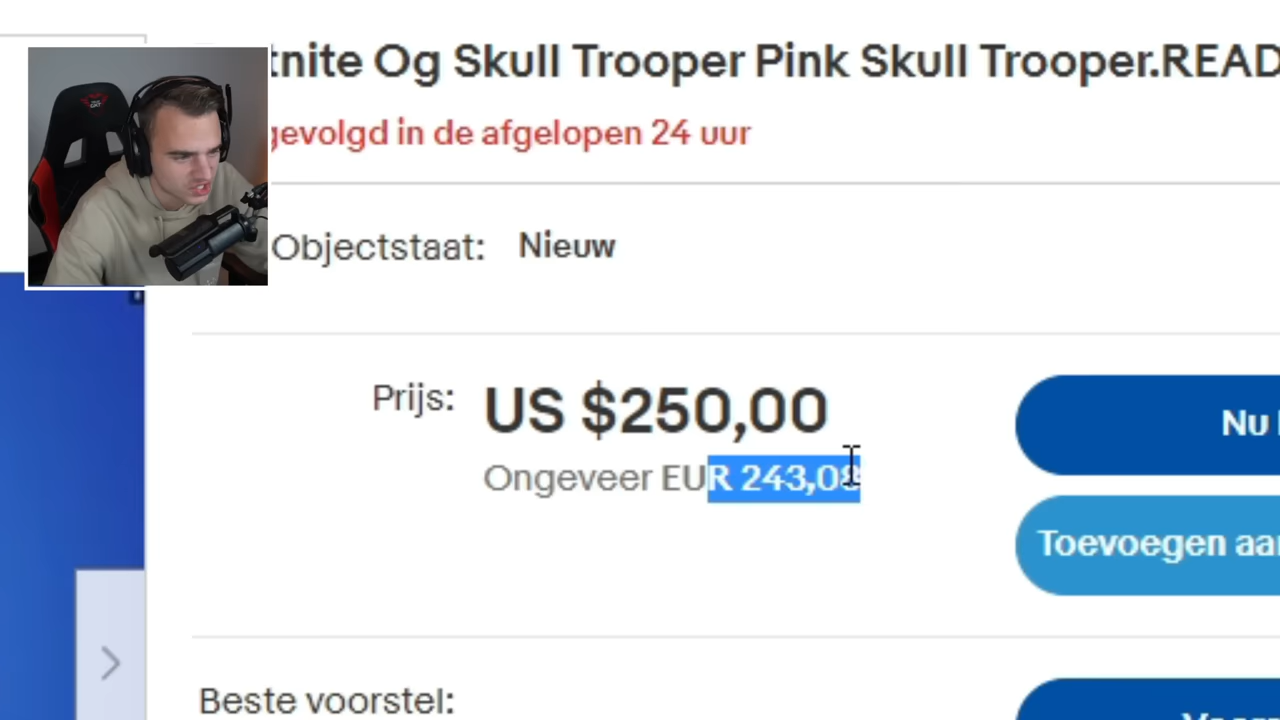 tnite Og Skull Trooper Pink Skull Trooper.READ
gevolgd in de afgelopen 24 uur
Objectstaat: Nieuw
Prijs: US $250,00
Ongeveer EUR 243,08
Nu
Toevoegen aan
Beste voorstel: